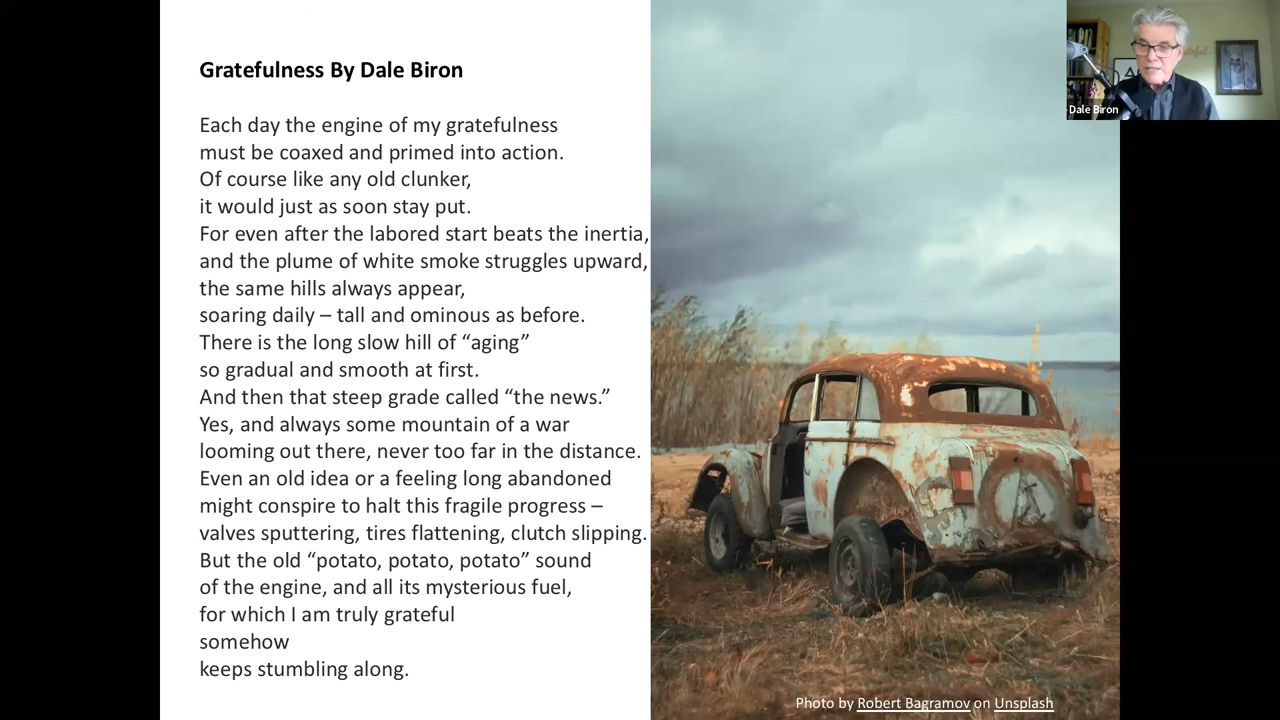 Gratefulness By Dale Biron
Each day the engine of my gratefulness
must be coaxed and primed into action.
Of course like any old clunker,
it would just as soon stay put.
For even after the labored start beats the inertia,
and the plume of white smoke struggles upward,
the same hills always appear,
soaring daily – tall and ominous as before.
There is the long slow hill of “aging”
so gradual and smooth at first.
And then that steep grade called “the news.”
Yes, and always some mountain of a war
looming out there, never too far in the distance.
Even an old idea or a feeling long abandoned
might conspire to halt this fragile progress –
valves sputtering, tires flattening, clutch slipping.
But the old “potato, potato, potato” sound
of the engine, and all its mysterious fuel,
for which I am truly grateful
somehow
keeps stumbling along.
Photo by Robert Bagramov on Unsplash
Dale Biron